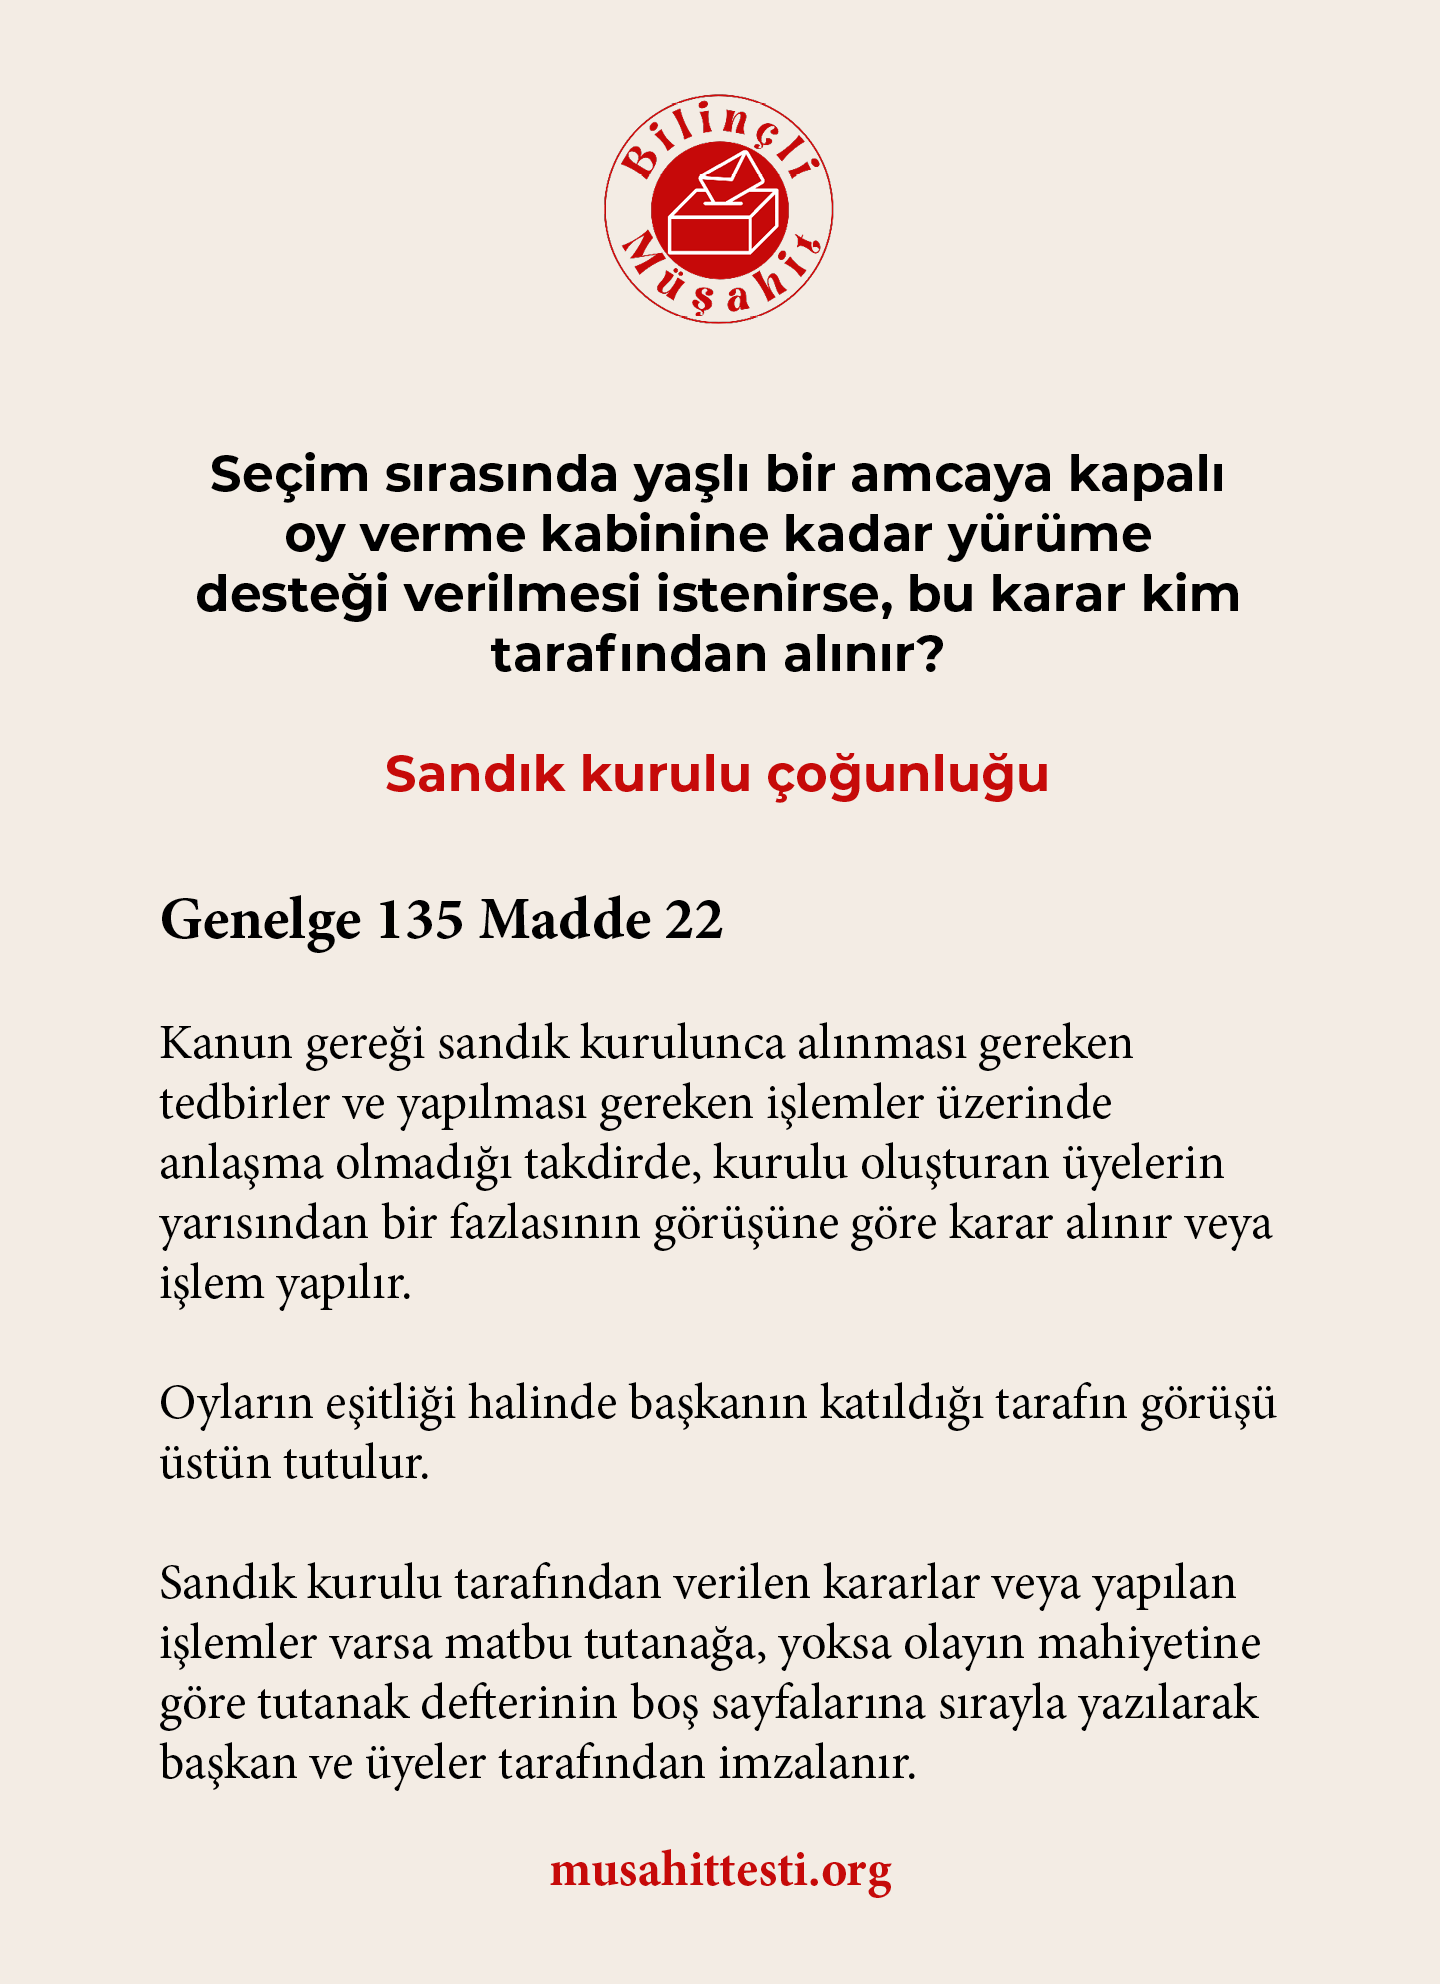 Bilinçli
Müşahit
Seçim sırasında yaşlı bir amcaya kapalı
oy verme kabinine kadar yürüme
desteği verilmesi istenirse, bu karar kim
tarafından alınır?
Sandık kurulu çoğunluğu
Genelge 135 Madde 22
Kanun gereği sandık kurulunca alınması gereken
tedbirler ve yapılması gereken işlemler üzerinde
anlaşma olmadığı takdirde, kurulu oluşturan üyelerin
yarısından bir fazlasının görüşüne göre karar alınır veya
işlem yapılır.
Oyların eşitliği halinde başkanın katıldığı tarafın görüşü
üstün tutulur.
Sandık kurulu tarafından verilen kararlar veya yapılan
işlemler varsa matbu tutanağa, yoksa olayın mahiyetine
göre tutanak defterinin boş sayfalarına sırayla yazılarak
başkan ve üyeler tarafından imzalanır.
musahittesti.org